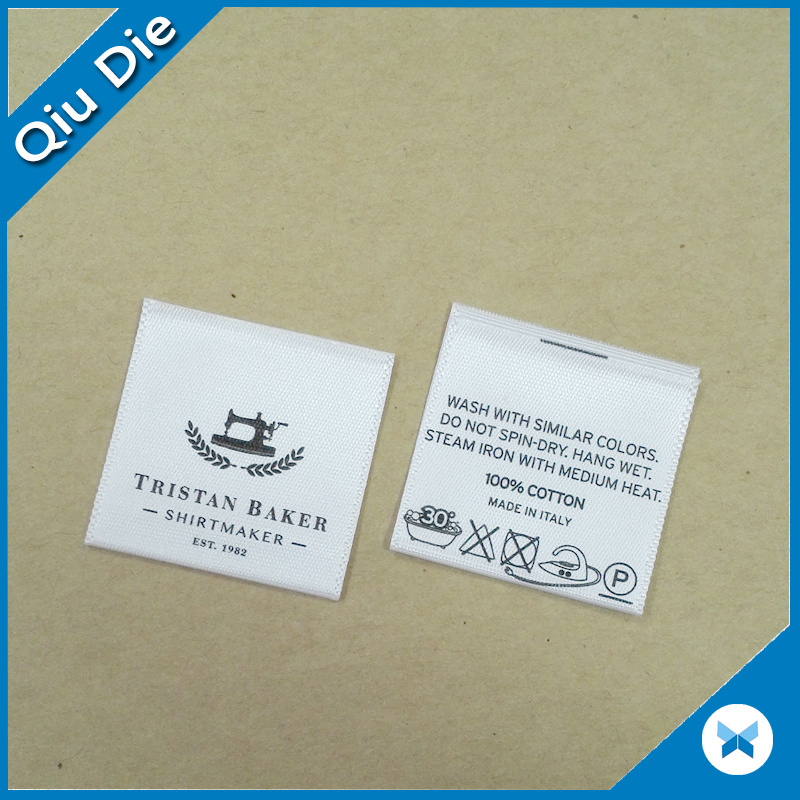 Qiu Die
TRISTAN BAKER
— SHIRTMAKER —
EST. 1982
WASH WITH SIMILAR COLORS.
DO NOT SPIN-DRY. HANG WET.
STEAM IRON WITH MEDIUM HEAT.
100% COTTON
MADE IN ITALY
30°
P